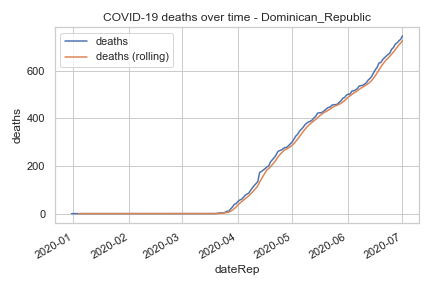 COVID-19 deaths over time - Dominican_Republic
deaths
deaths (rolling)
deaths
600
400
200
0
2020-01
2020-02
2020-03
2020-04
2020-05
2020-06
2020-07
dateRep